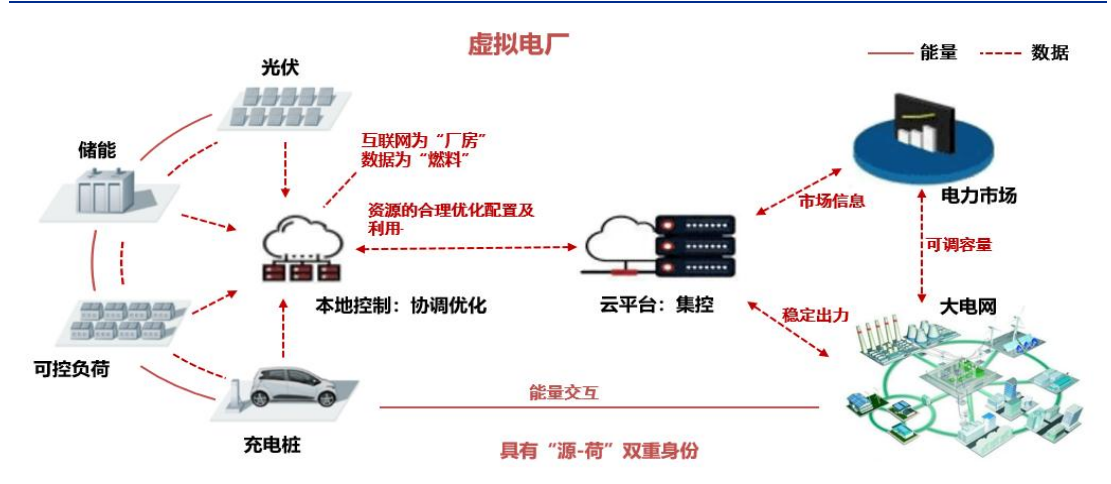 虚拟电厂
能量
数据
光伏
互联网为“厂房”
数据为“燃料”
储能
资源的合理优化配置及
利用
市场信息
电力市场
可调容量
本地控制：协调优化
云平台：集控
稳定出力
大电网
可控负荷
能量交互
充电桩
具有“源-荷”双重身份